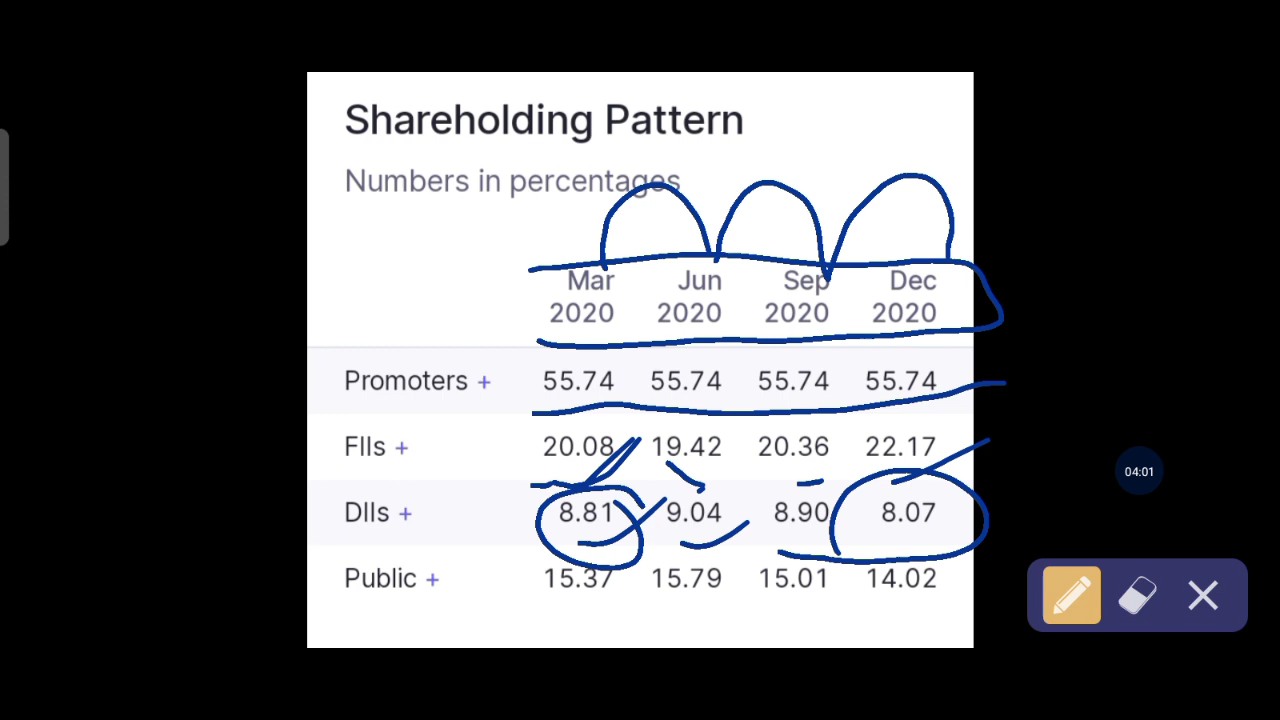 Shareholding Pattern
Numbers in percentages
Mar Jun Sep Dec
2020 2020 2020 2020
Promoters + 55.74 55.74 55.74 55.74
FIIs + 20.08 19.42 20.36 22.17
DIIs + 8.81 9.04 8.90 8.07
Public + 15.37 15.79 15.01 14.02
04:01